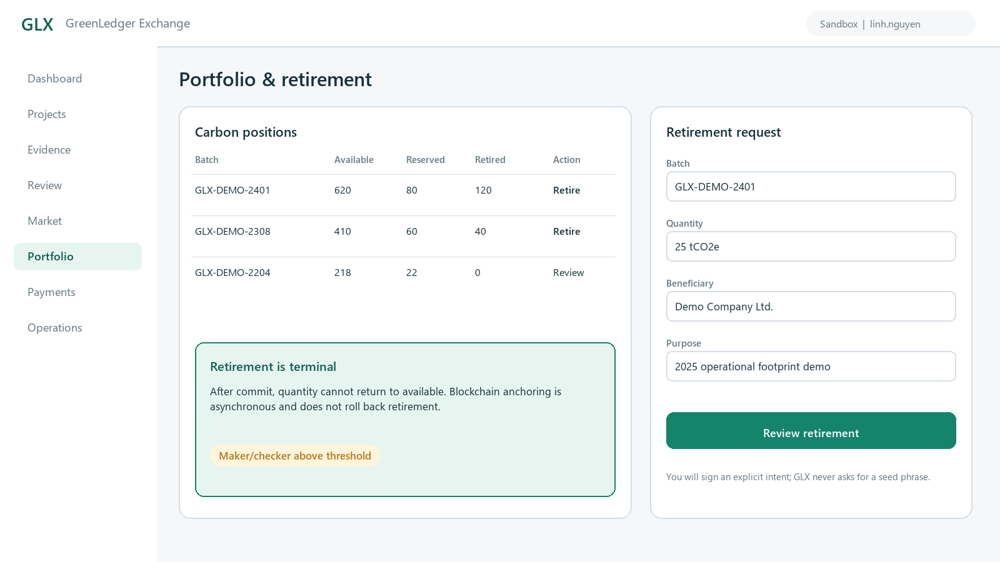 GLX GreenLedger Exchange
Sandbox | linh.nguyen
Dashboard
Projects
Evidence
Review
Market
Portfolio
Payments
Operations
Portfolio & retirement
Carbon positions
Batch Available Reserved Retired Action
GLX-DEMO-2401 620 80 120 Retire
GLX-DEMO-2308 410 60 40 Retire
GLX-DEMO-2204 218 22 0 Review
Retirement is terminal
After commit, quantity cannot return to available. Blockchain anchoring is
asynchronous and does not roll back retirement.
Maker/checker above threshold
Retirement request
Batch
GLX-DEMO-2401
Quantity
25 tCO2e
Beneficiary
Demo Company Ltd.
Purpose
2025 operational footprint demo
Review retirement
You will sign an explicit intent; GLX never asks for a seed phrase.